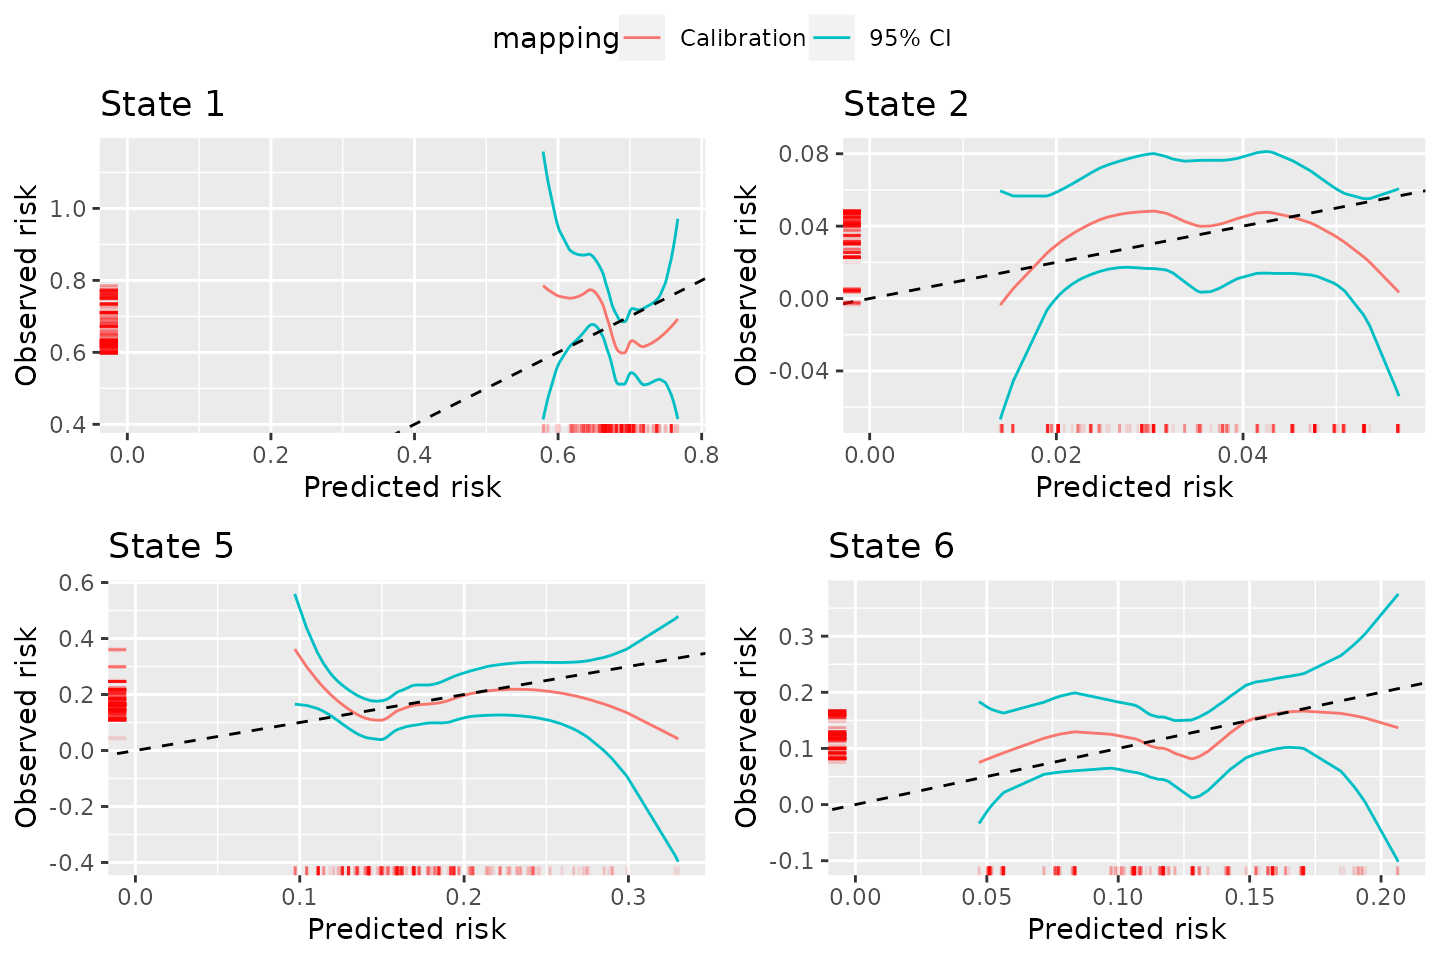 mapping Calibration 95% CI
State 1
Observed risk
1.0
0.8
0.6
0.4
0.0 0.2 0.4 0.6 0.8
Predicted risk
State 2
Observed risk
0.08
0.04
0.00
-0.04
0.00 0.02 0.04
Predicted risk
State 5
Observed risk
0.6
0.4
0.2
0.0
-0.2
-0.4
0.0 0.1 0.2 0.3
Predicted risk
State 6
Observed risk
0.3
0.2
0.1
0.0
-0.1
0.00 0.05 0.10 0.15 0.20
Predicted risk